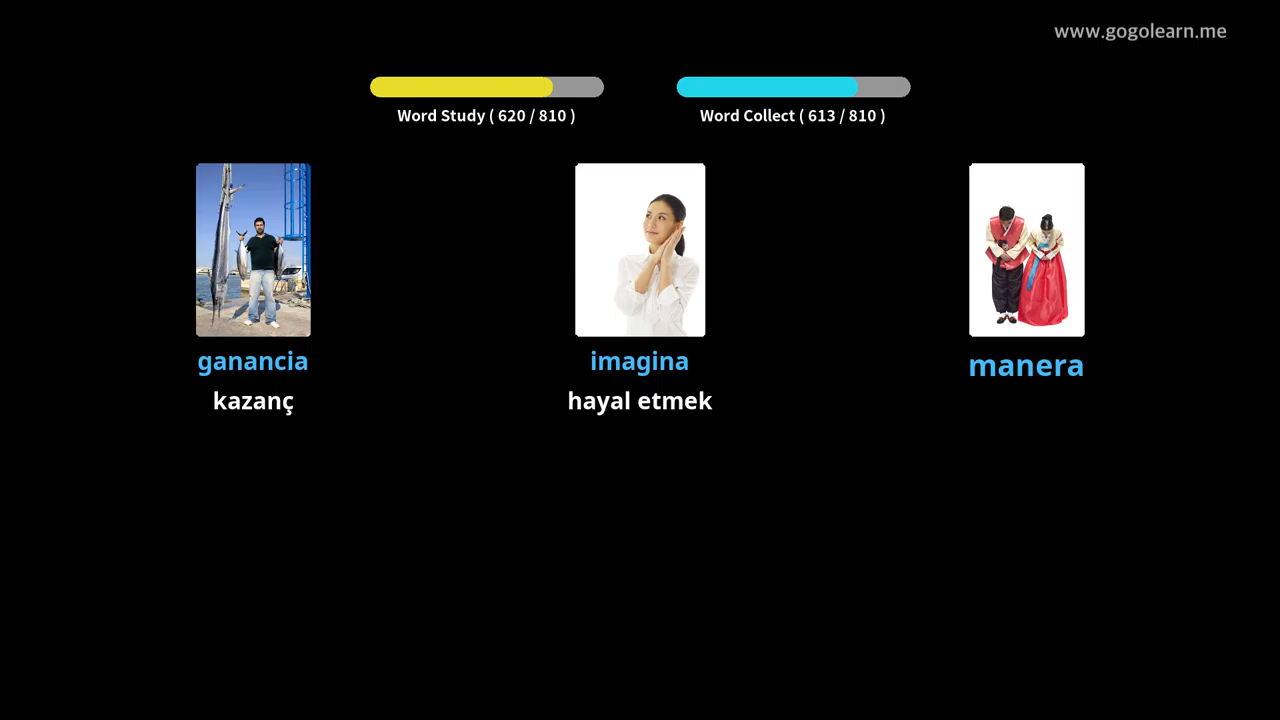 www.gogolearn.me
Word Study ( 620 / 810 )
Word Collect ( 613 / 810 )
ganancia
kazanç
imagina
hayal etmek
manera